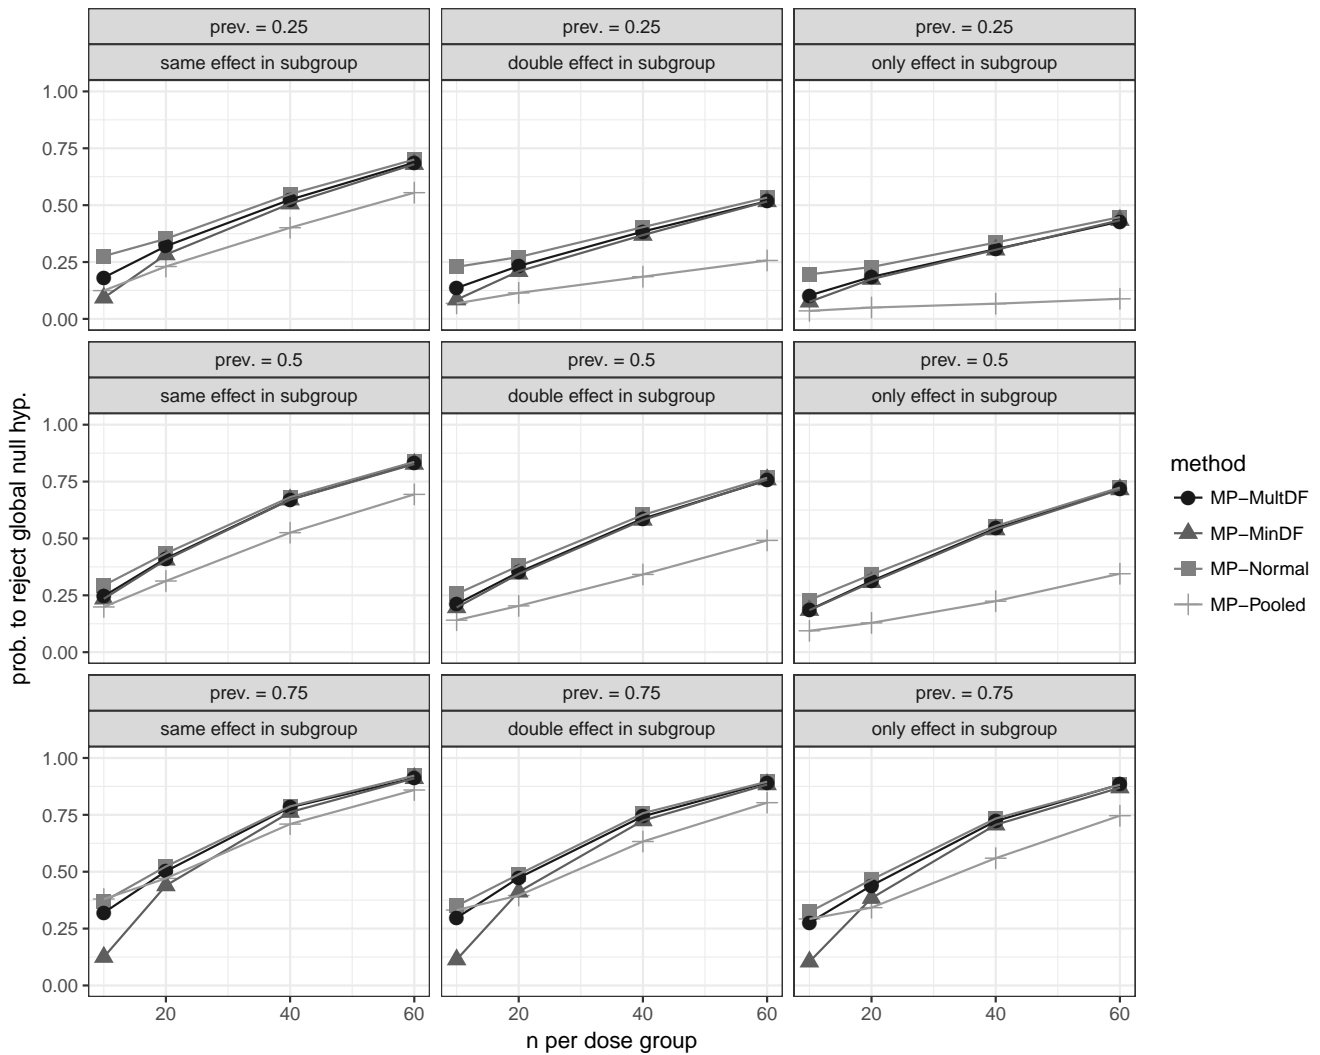 prev. = 0.25
prev. = 0.25
prev. = 0.25
same effect in subgroup
double effect in subgroup
only effect in subgroup
1.00
0.75
0.50
0.25
0.00
prev. = 0.5
prev. = 0.5
prev. = 0.5
same effect in subgroup
double effect in subgroup
only effect in subgroup
1.00
0.75
0.50
0.25
0.00
prev. = 0.75
prev. = 0.75
prev. = 0.75
same effect in subgroup
double effect in subgroup
only effect in subgroup
1.00
0.75
0.50
0.25
0.00
20
40
60
20
40
60
20
40
60
n per dose group
prob. to reject global null hyp.
method
MP−MultDF
MP−MinDF
MP−Normal
MP−Pooled